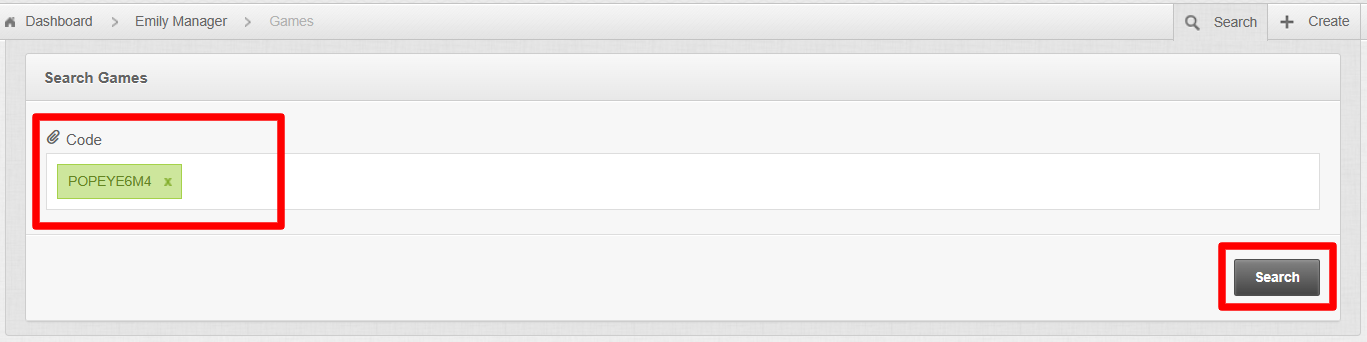 Dashboard > Emily Manager > Games
Search
+ Create
Search Games
Code
POPEYE6M4 x
Search